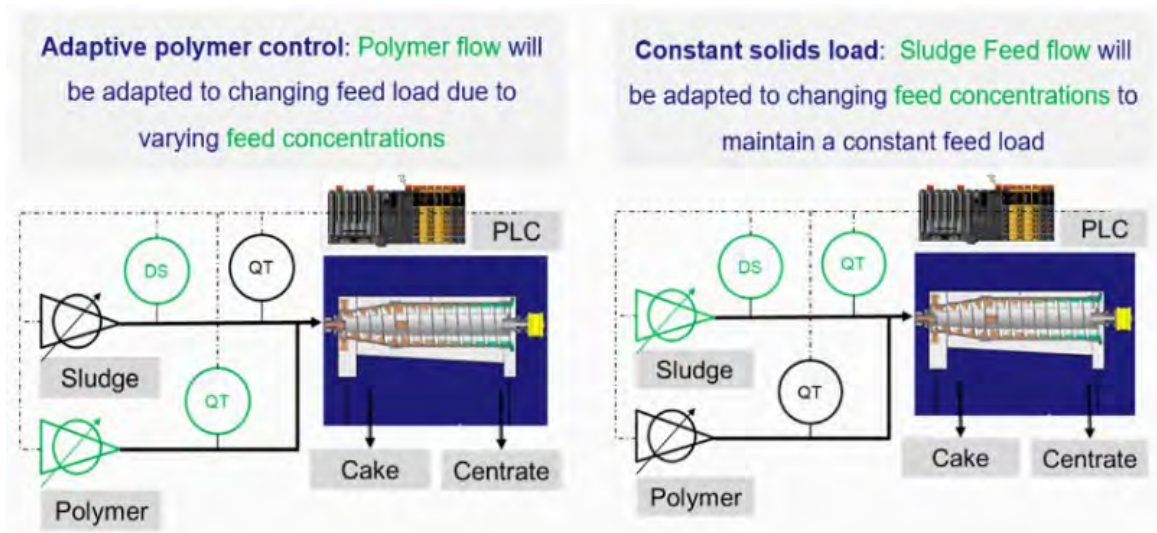 Adaptive polymer control: Polymer flow will
be adapted to changing feed load due to
varying feed concentrations
PLC
DS
QT
Sludge
QT
Cake
Centrate
Polymer
Constant solids load: Sludge Feed flow will
be adapted to changing feed concentrations to
maintain a constant feed load
PLC
DS
QT
Sludge
QT
Cake
Centrate
Polymer